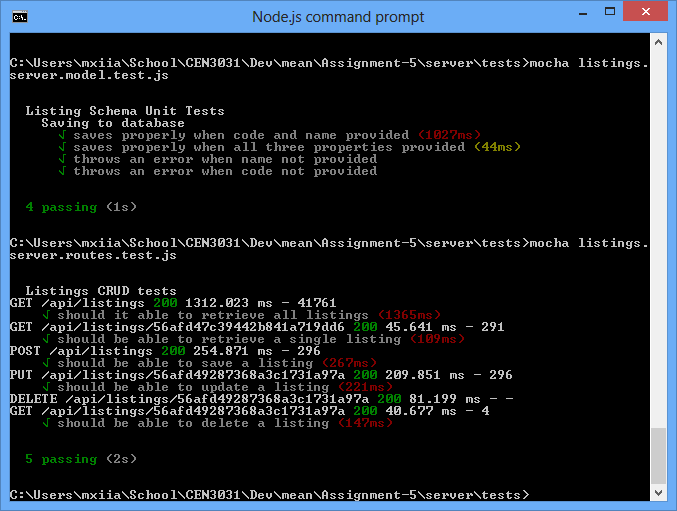 Node.js command prompt
C:\Users\mxiia\School\CEN3031\Dev\mean\Assignment-5\server\tests>mocha listings.
server.model.test.js
Listing Schema Unit Tests
Saving to database
√ saves properly when code and name provided (1027ms)
√ saves properly when all three properties provided (44ms)
√ throws an error when name not provided
√ throws an error when code not provided
4 passing (1s)
C:\Users\mxiia\School\CEN3031\Dev\mean\Assignment-5\server\tests>mocha listings.
server.routes.test.js
Listings CRUD tests
GET /api/listings 200 1312.023 ms - 41761
√ should it able to retrieve all listings (1365ms)
GET /api/listings/56afd47c39442b841a719dd6 200 45.641 ms - 291
√ should be able to retrieve a single listing (109ms)
POST /api/listings 200 254.871 ms - 296
√ should be able to save a listing (267ms)
PUT /api/listings/56afd49287368a3c1731a97a 200 209.851 ms - 296
√ should be able to update a listing (221ms)
DELETE /api/listings/56afd49287368a3c1731a97a 200 81.199 ms - -
GET /api/listings/56afd49287368a3c1731a97a 200 40.677 ms - 4
√ should be able to delete a listing (147ms)
5 passing (2s)
C:\Users\mxiia\School\CEN3031\Dev\mean\Assignment-5\server\tests>